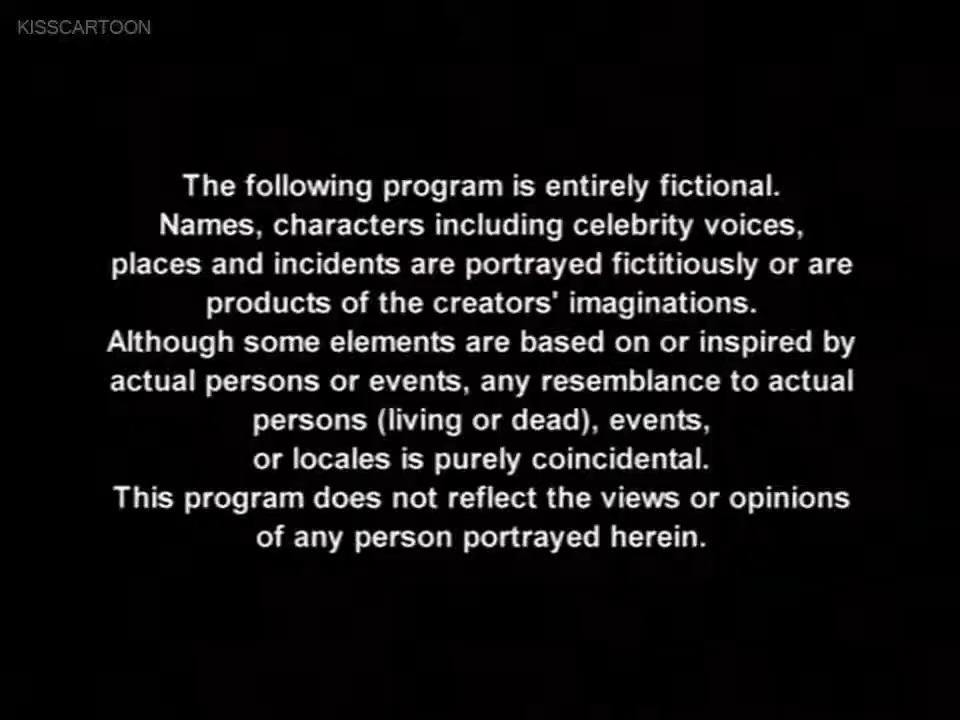 KISSCARTOON
The following program is entirely fictional.
Names, characters including celebrity voices,
places and incidents are portrayed fictitiously or are
products of the creators' imaginations.
Although some elements are based on or inspired by
actual persons or events, any resemblance to actual
persons (living or dead), events,
or locales is purely coincidental.
This program does not reflect the views or opinions
of any person portrayed herein.